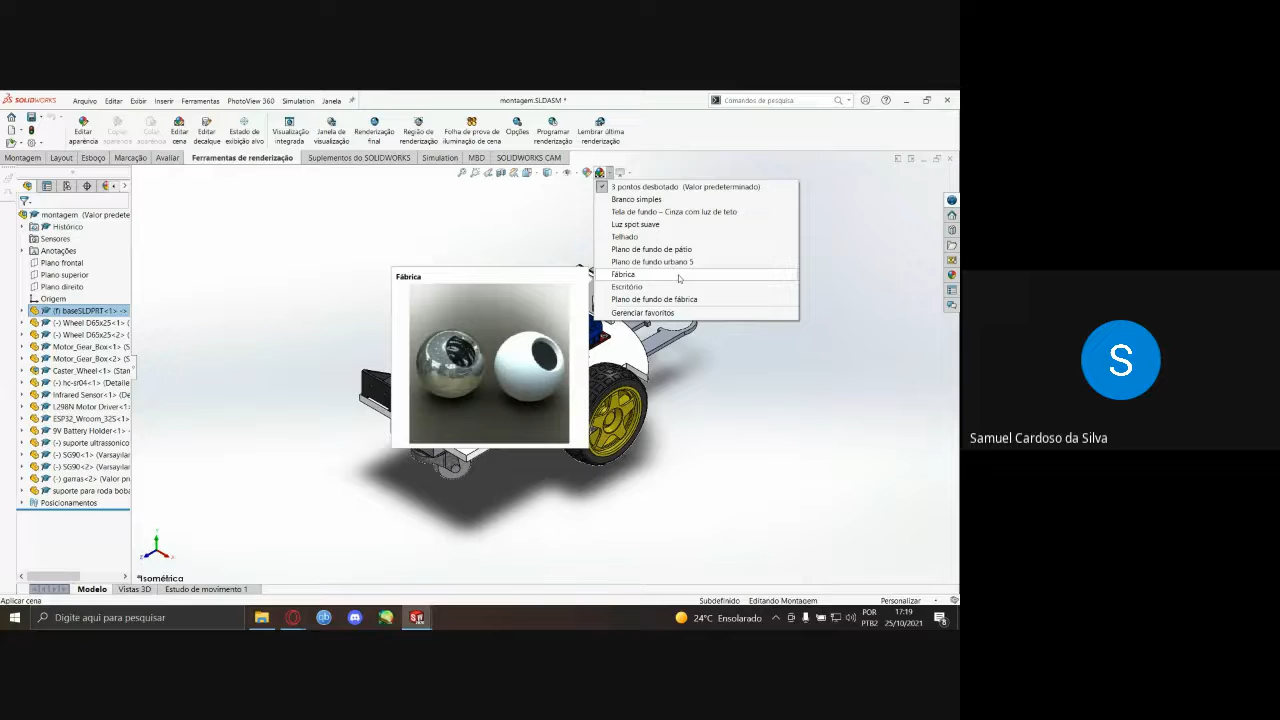 SOLIDWORKS Arquivo Editar Exibir Inserir Ferramentas PhotoView 360 Simulation Janela montagem.SLDASM * Comandos de pesquisa
Editar aparência
Copiar aparência
Colar aparência
Editar cena
Editar decalque
Estado de exibição alvo
Visualização integrada
Janela de visualização
Renderização final
Região de renderização
Folha de prova de iluminação de cena
Opções
Programar renderização
Lembrar última renderização
Montagem Layout Esboço Marcação Avaliar Ferramentas de renderização Suplementos do SOLIDWORKS Simulation MBD SOLIDWORKS CAM
montagem (Valor predete
Histórico
Sensores
Anotações
Plano frontal
Plano superior
Plano direito
Origem
(f) baseSLDPRT<1> ->
(-) Wheel D65x25<1> (
(-) Wheel D65x25<2> (
Motor_Gear_Box<1> (S
Motor_Gear_Box<2> (S
Caster_Wheel<1> (Stan
(-) hc-sr04<1> (Detaile
Infrared Sensor<1> (
L298N Motor Driver<1>
ESP32_Wroom_32S<1>
9V Battery Holder<1>
(-) suporte ultrassonico
(-) SG90<1> (Varsayılan
(-) SG90<2> (Varsayılan
(-) garras<2> (Valor pr
suporte para roda boba
Posicionamentos
3 pontos desbotado (Valor predeterminado)
Branco simples
Tela de fundo – Cinza com luz de teto
Luz spot suave
Telhado
Plano de fundo de pátio
Plano de fundo urbano 5
Fábrica
Escritório
Plano de fundo de fábrica
Gerenciar favoritos
Fábrica
*Isométrica
Modelo Vistas 3D Estudo de movimento 1
Aplicar cena Subdefinido Editando Montagem Personalizar
Digite aqui para pesquisar
24°C Ensolarado
POR
PTB2
17:19
25/10/2021
S
Samuel Cardoso da Silva